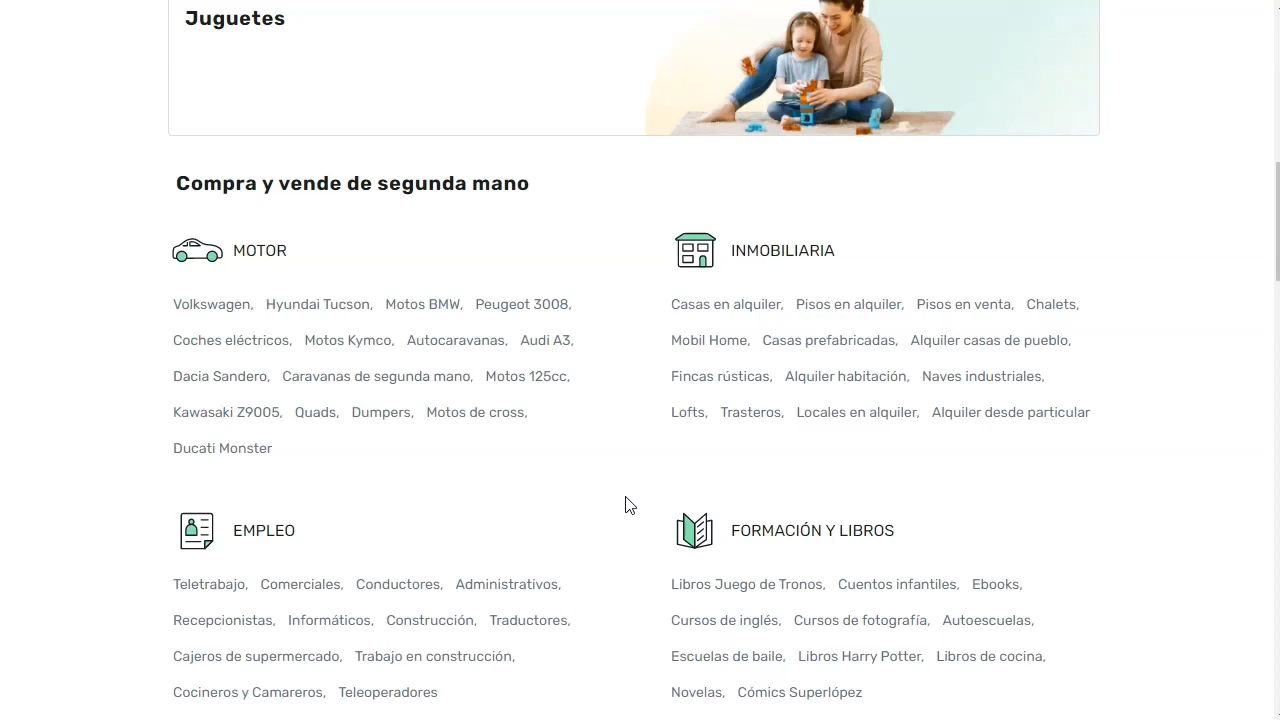 Juguetes
Compra y vende de segunda mano
MOTOR
Volkswagen, Hyundai Tucson, Motos BMW, Peugeot 3008,
Coches eléctricos, Motos Kymco, Autocaravanas, Audi A3,
Dacia Sandero, Caravanas de segunda mano, Motos 125cc,
Kawasaki Z9005, Quads, Dumpers, Motos de cross,
Ducati Monster
INMOBILIARIA
Casas en alquiler, Pisos en alquiler, Pisos en venta, Chalets,
Mobil Home, Casas prefabricadas, Alquiler casas de pueblo,
Fincas rústicas, Alquiler habitación, Naves industriales,
Lofts, Trasteros, Locales en alquiler, Alquiler desde particular
EMPLEO
Teletrabajo, Comerciales, Conductores, Administrativos,
Recepcionistas, Informáticos, Construcción, Traductores,
Cajeros de supermercado, Trabajo en construcción,
Cocineros y Camareros, Teleoperadores
FORMACIÓN Y LIBROS
Libros Juego de Tronos, Cuentos infantiles, Ebooks,
Cursos de inglés, Cursos de fotografía, Autoescuelas,
Escuelas de baile, Libros Harry Potter, Libros de cocina,
Novelas, Cómics Superlópez